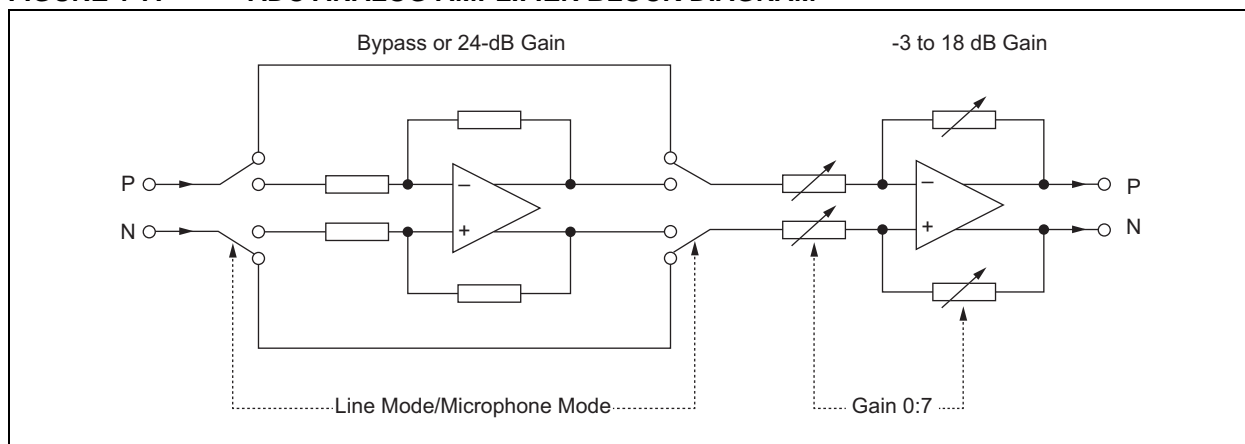 Bypass or 24-dB Gain
-3 to 18 dB Gain
P
N
−
+
−
+
P
N
Line Mode/Microphone Mode
Gain 0:7